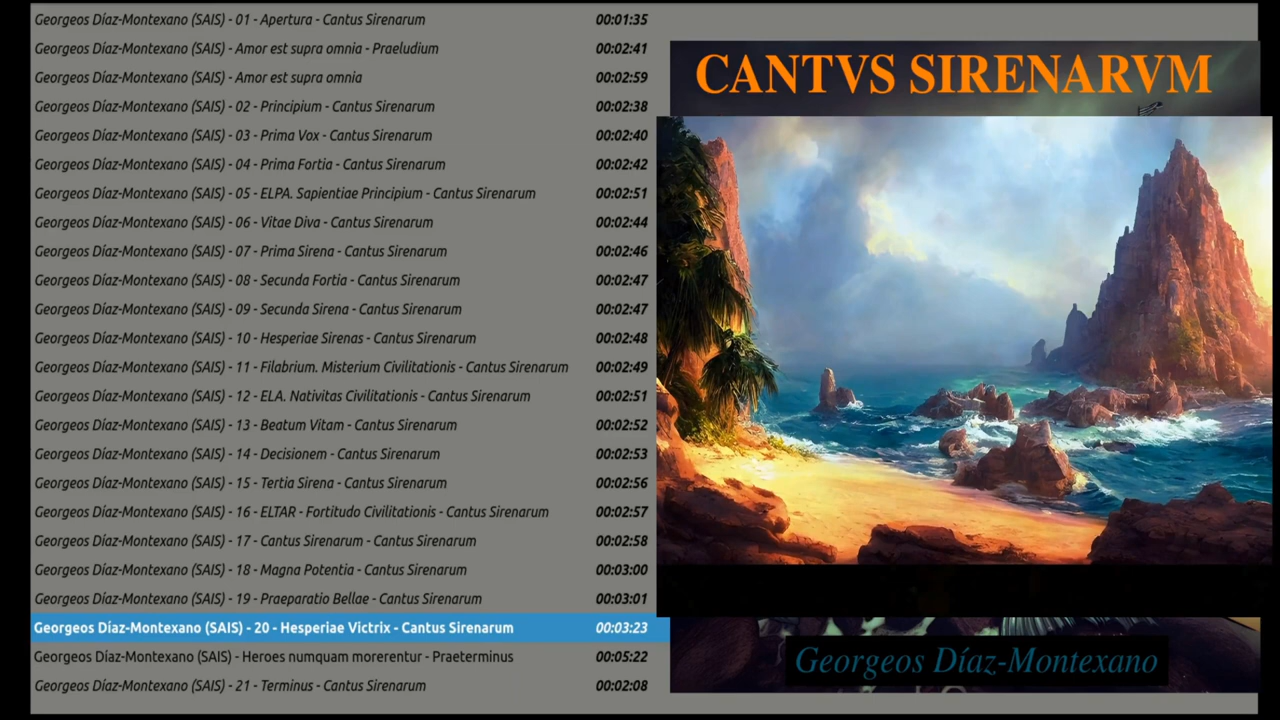 Georgeos Díaz-Montexano (SAIS) - 01 - Apertura - Cantus Sirenarum 00:01:35
Georgeos Díaz-Montexano (SAIS) - Amor est supra omnia - Praeludium 00:02:41
Georgeos Díaz-Montexano (SAIS) - Amor est supra omnia 00:02:59
Georgeos Díaz-Montexano (SAIS) - 02 - Principium - Cantus Sirenarum 00:02:38
Georgeos Díaz-Montexano (SAIS) - 03 - Prima Vox - Cantus Sirenarum 00:02:40
Georgeos Díaz-Montexano (SAIS) - 04 - Prima Fortia - Cantus Sirenarum 00:02:42
Georgeos Díaz-Montexano (SAIS) - 05 - ELPA. Sapientiae Principium - Cantus Sirenarum 00:02:51
Georgeos Díaz-Montexano (SAIS) - 06 - Vitae Diva - Cantus Sirenarum 00:02:44
Georgeos Díaz-Montexano (SAIS) - 07 - Prima Sirena - Cantus Sirenarum 00:02:46
Georgeos Díaz-Montexano (SAIS) - 08 - Secunda Fortia - Cantus Sirenarum 00:02:47
Georgeos Díaz-Montexano (SAIS) - 09 - Secunda Sirena - Cantus Sirenarum 00:02:47
Georgeos Díaz-Montexano (SAIS) - 10 - Hesperiae Sirenas - Cantus Sirenarum 00:02:48
Georgeos Díaz-Montexano (SAIS) - 11 - Filabrium. Misterium Civilitationis - Cantus Sirenarum 00:02:49
Georgeos Díaz-Montexano (SAIS) - 12 - ELA. Nativitas Civilitationis - Cantus Sirenarum 00:02:51
Georgeos Díaz-Montexano (SAIS) - 13 - Beatum Vitam - Cantus Sirenarum 00:02:52
Georgeos Díaz-Montexano (SAIS) - 14 - Decisionem - Cantus Sirenarum 00:02:53
Georgeos Díaz-Montexano (SAIS) - 15 - Tertia Sirena - Cantus Sirenarum 00:02:56
Georgeos Díaz-Montexano (SAIS) - 16 - ELTAR - Fortitudo Civilitationis - Cantus Sirenarum 00:02:57
Georgeos Díaz-Montexano (SAIS) - 17 - Cantus Sirenarum - Cantus Sirenarum 00:02:58
Georgeos Díaz-Montexano (SAIS) - 18 - Magna Potentia - Cantus Sirenarum 00:03:00
Georgeos Díaz-Montexano (SAIS) - 19 - Praeparatio Bellae - Cantus Sirenarum 00:03:01
Georgeos Díaz-Montexano (SAIS) - 20 - Hesperiae Victrix - Cantus Sirenarum 00:03:23
Georgeos Díaz-Montexano (SAIS) - Heroes numquam morerentur - Praeterminus 00:05:22
Georgeos Díaz-Montexano (SAIS) - 21 - Terminus - Cantus Sirenarum 00:02:08
CANTVS SIRENARVM
Georgeos Díaz-Montexano